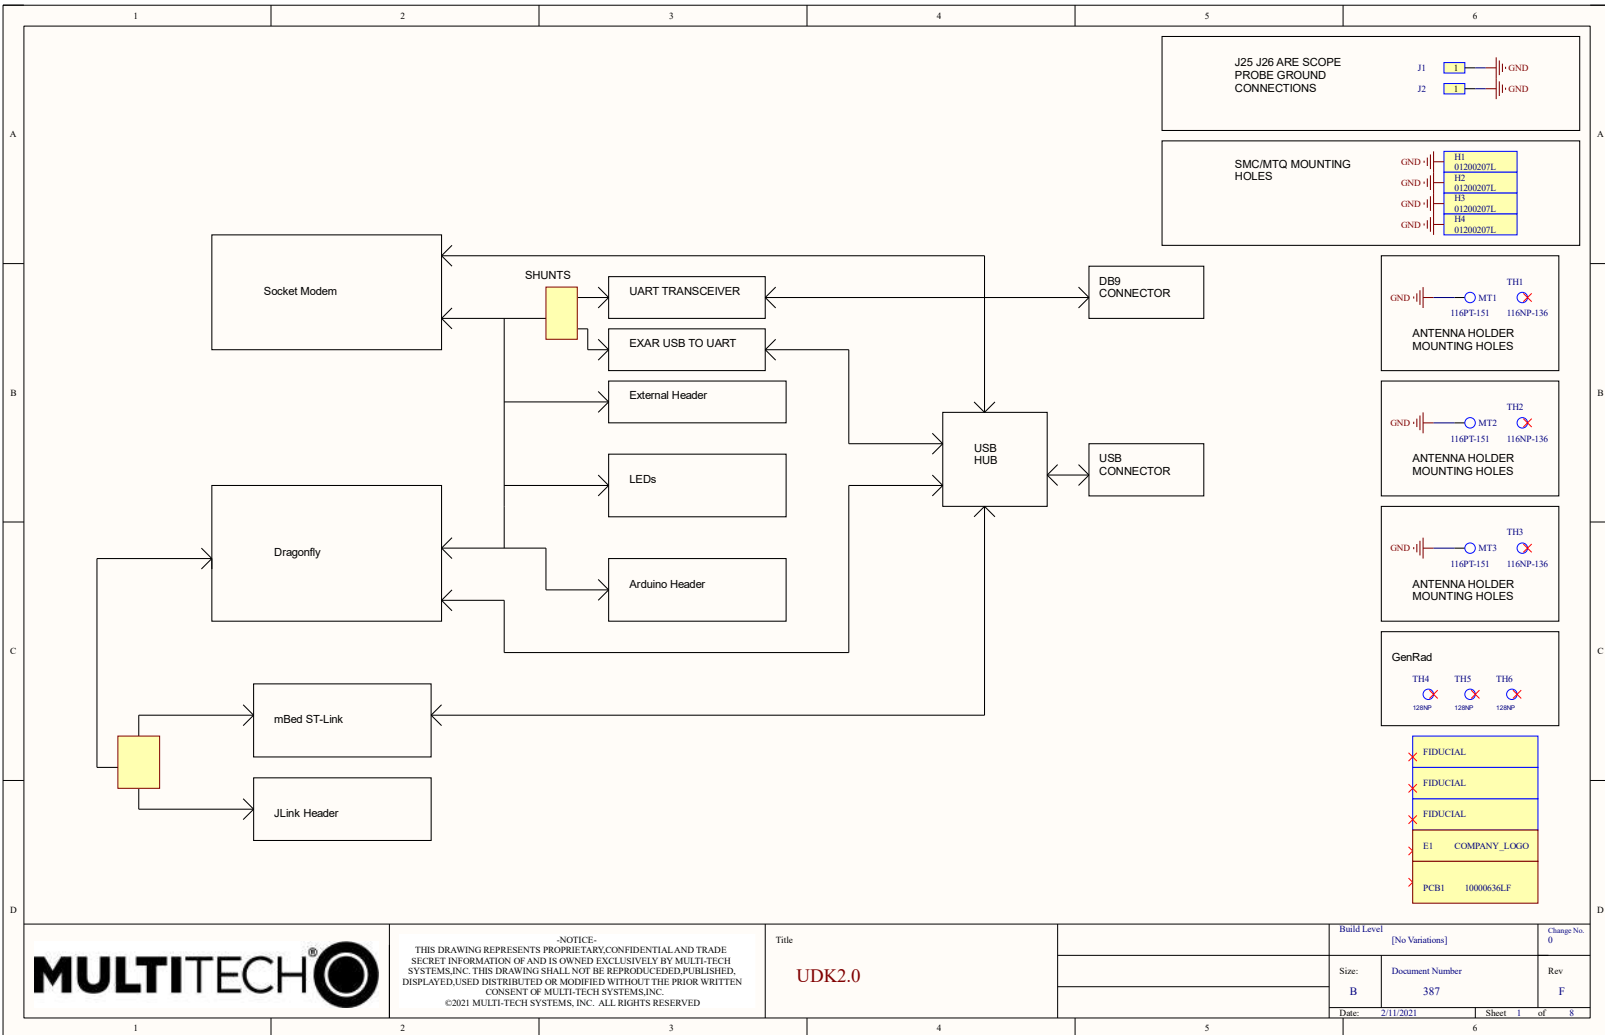 1 2 3 4 5 6
A
B
C
D
A
B
C
D
J25 J26 ARE SCOPE
PROBE GROUND
CONNECTIONS
J1 1 GND
J2 1 GND
SMC/MTQ MOUNTING
HOLES
GND H1
01200207L
GND H2
01200207L
GND H3
01200207L
GND H4
01200207L
Socket Modem
SHUNTS
UART TRANSCEIVER
EXAR USB TO UART
External Header
LEDs
Arduino Header
Dragonfly
mBed ST-Link
JLink Header
USB
HUB
DB9
CONNECTOR
USB
CONNECTOR
TH1
GND MT1
116PT-151 116NP-136
ANTENNA HOLDER
MOUNTING HOLES
TH2
GND MT2
116PT-151 116NP-136
ANTENNA HOLDER
MOUNTING HOLES
TH3
GND MT3
116PT-151 116NP-136
ANTENNA HOLDER
MOUNTING HOLES
GenRad
TH4 TH5 TH6
128NP 128NP 128NP
FIDUCIAL
FIDUCIAL
FIDUCIAL
E1 COMPANY_LOGO
PCB1 10000636LF
MULTITECH®
-NOTICE-
THIS DRAWING REPRESENTS PROPRIETARY,CONFIDENTIAL AND TRADE
SECRET INFORMATION OF AND IS OWNED EXCLUSIVELY BY MULTI-TECH
SYSTEMS,INC. THIS DRAWING SHALL NOT BE REPRODUCEDED,PUBLISHED,
DISPLAYED,USED DISTRIBUTED OR MODIFIED WITHOUT THE PRIOR WRITTEN
CONSENT OF MULTI-TECH SYSTEMS,INC.
©2021 MULTI-TECH SYSTEMS, INC. ALL RIGHTS RESERVED
Title
UDK2.0
Build Level
[No Variations]
Change No.
0
Size:
B
Document Number
387
Rev
F
Date: 2/11/2021 Sheet 1 of 8
1 2 3 4 5 6